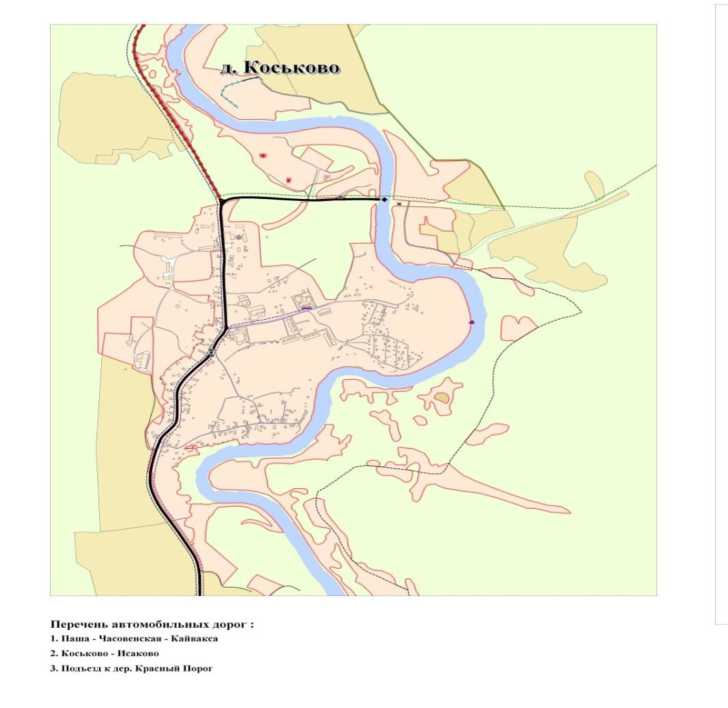 д. Коськово
Перечень автомобильных дорог :
1. Паша - Часовенская - Кайвакса
2. Коськово - Исаково
3. Подъезд к дер. Красный Порог